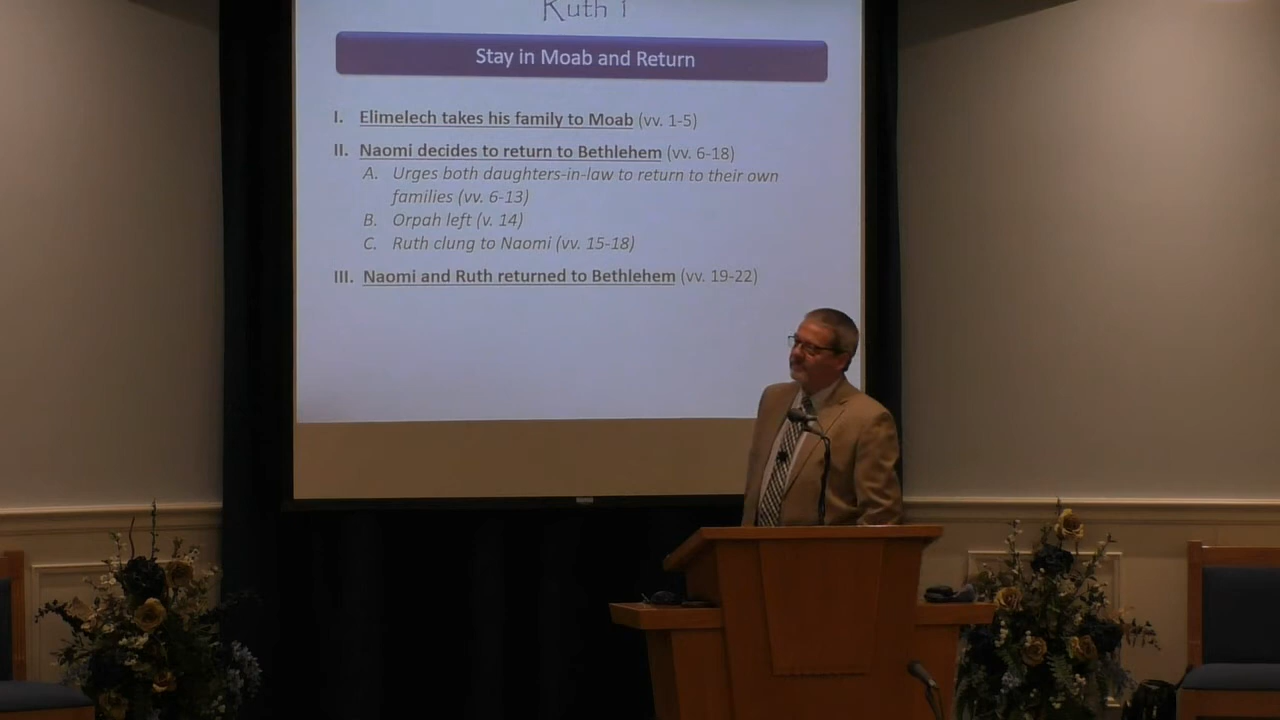 Ruth 1
Stay in Moab and Return
I. Elimelech takes his family to Moab (vv. 1-5)
II. Naomi decides to return to Bethlehem (vv. 6-18)
A. Urges both daughters-in-law to return to their own
families (vv. 6-13)
B. Orpah left (v. 14)
C. Ruth clung to Naomi (vv. 15-18)
III. Naomi and Ruth returned to Bethlehem (vv. 19-22)